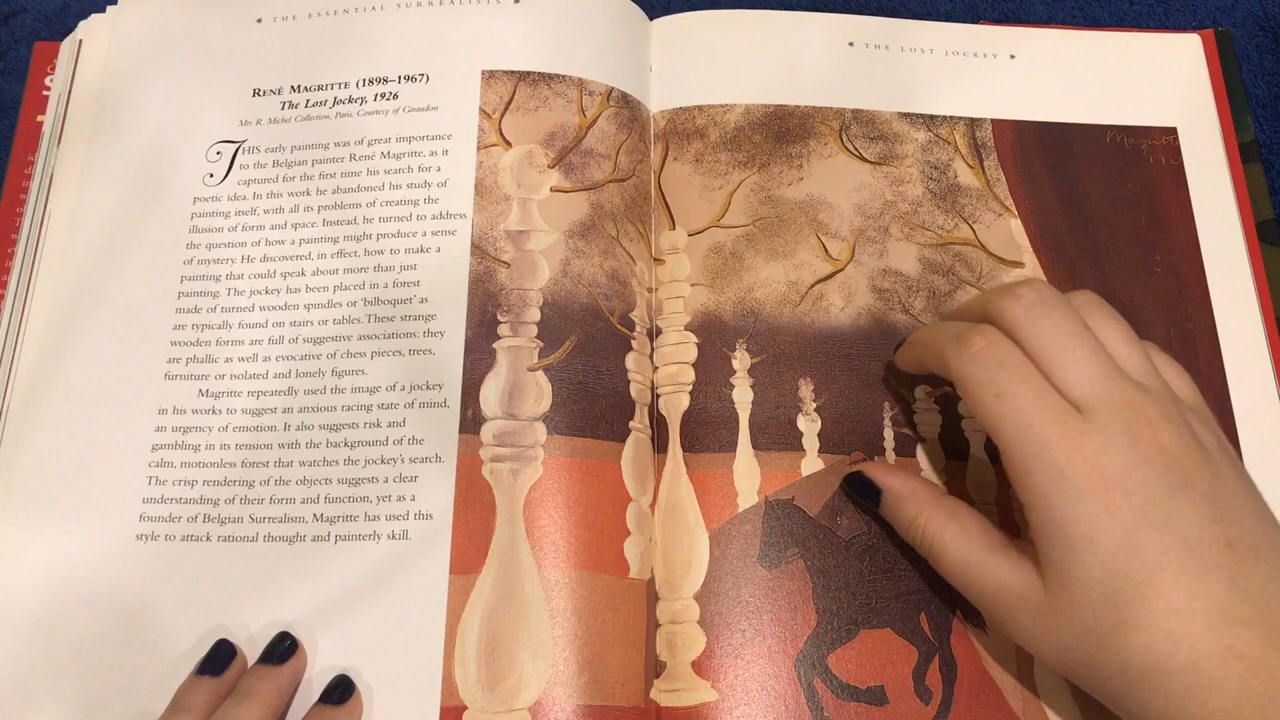 THE ESSENTIAL SURREALISTS
THE LOST JOCKEY
RENÉ MAGRITTE (1898–1967)
The Lost Jockey, 1926
Mrs R. Michel Collection, Paris. Courtesy of Giraudon
THIS early painting was of great importance
to the Belgian painter René Magritte, as it
captured for the first time his search for a
poetic idea. In this work he abandoned his study of
painting itself, with all its problems of creating the
illusion of form and space. Instead, he turned to address
the question of how a painting might produce a sense
of mystery. He discovered, in effect, how to make a
painting that could speak about more than just
painting. The jockey has been placed in a forest
made of turned wooden spindles or 'bilboquet' as
are typically found on stairs or tables. These strange
wooden forms are full of suggestive associations: they
are phallic as well as evocative of chess pieces, trees,
furniture or isolated and lonely figures.
Magritte repeatedly used the image of a jockey
in his works to suggest an anxious racing state of mind,
an urgency of emotion. It also suggests risk and
gambling in its tension with the background of the
calm, motionless forest that watches the jockey's search.
The crisp rendering of the objects suggests a clear
understanding of their form and function, yet as a
founder of Belgian Surrealism, Magritte has used this
style to attack rational thought and painterly skill.
Magritte